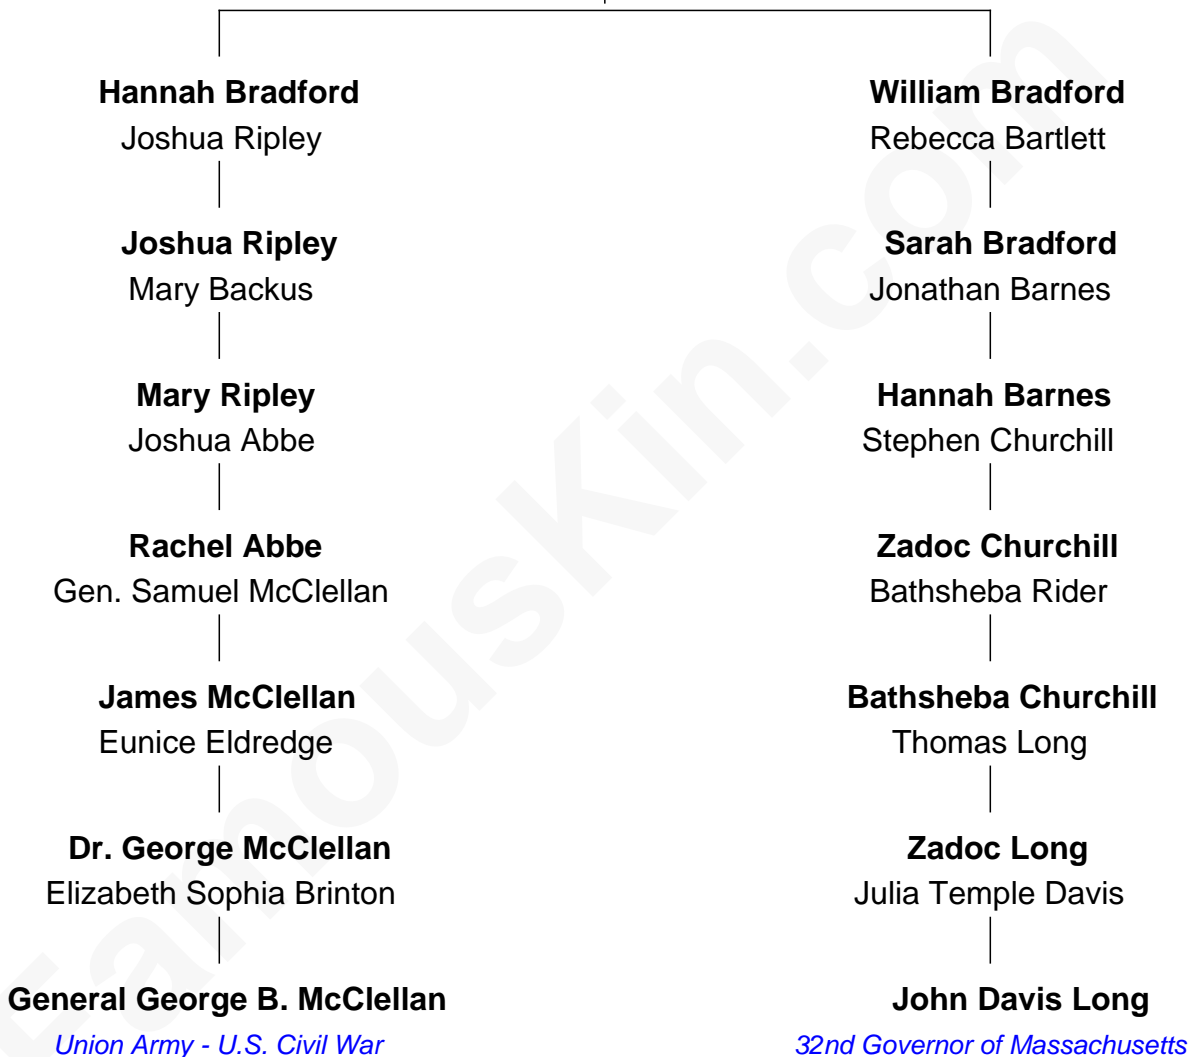 Hannah Bradford
Joshua Ripley
William Bradford
Rebecca Bartlett
Joshua Ripley
Mary Backus
Sarah Bradford
Jonathan Barnes
Mary Ripley
Joshua Abbe
Hannah Barnes
Stephen Churchill
Rachel Abbe
Gen. Samuel McClellan
Zadoc Churchill
Bathsheba Rider
James McClellan
Eunice Eldredge
Bathsheba Churchill
Thomas Long
Dr. George McClellan
Elizabeth Sophia Brinton
Zadoc Long
Julia Temple Davis
General George B. McClellan
Union Army - U.S. Civil War
John Davis Long
32nd Governor of Massachusetts
FamousKin.com